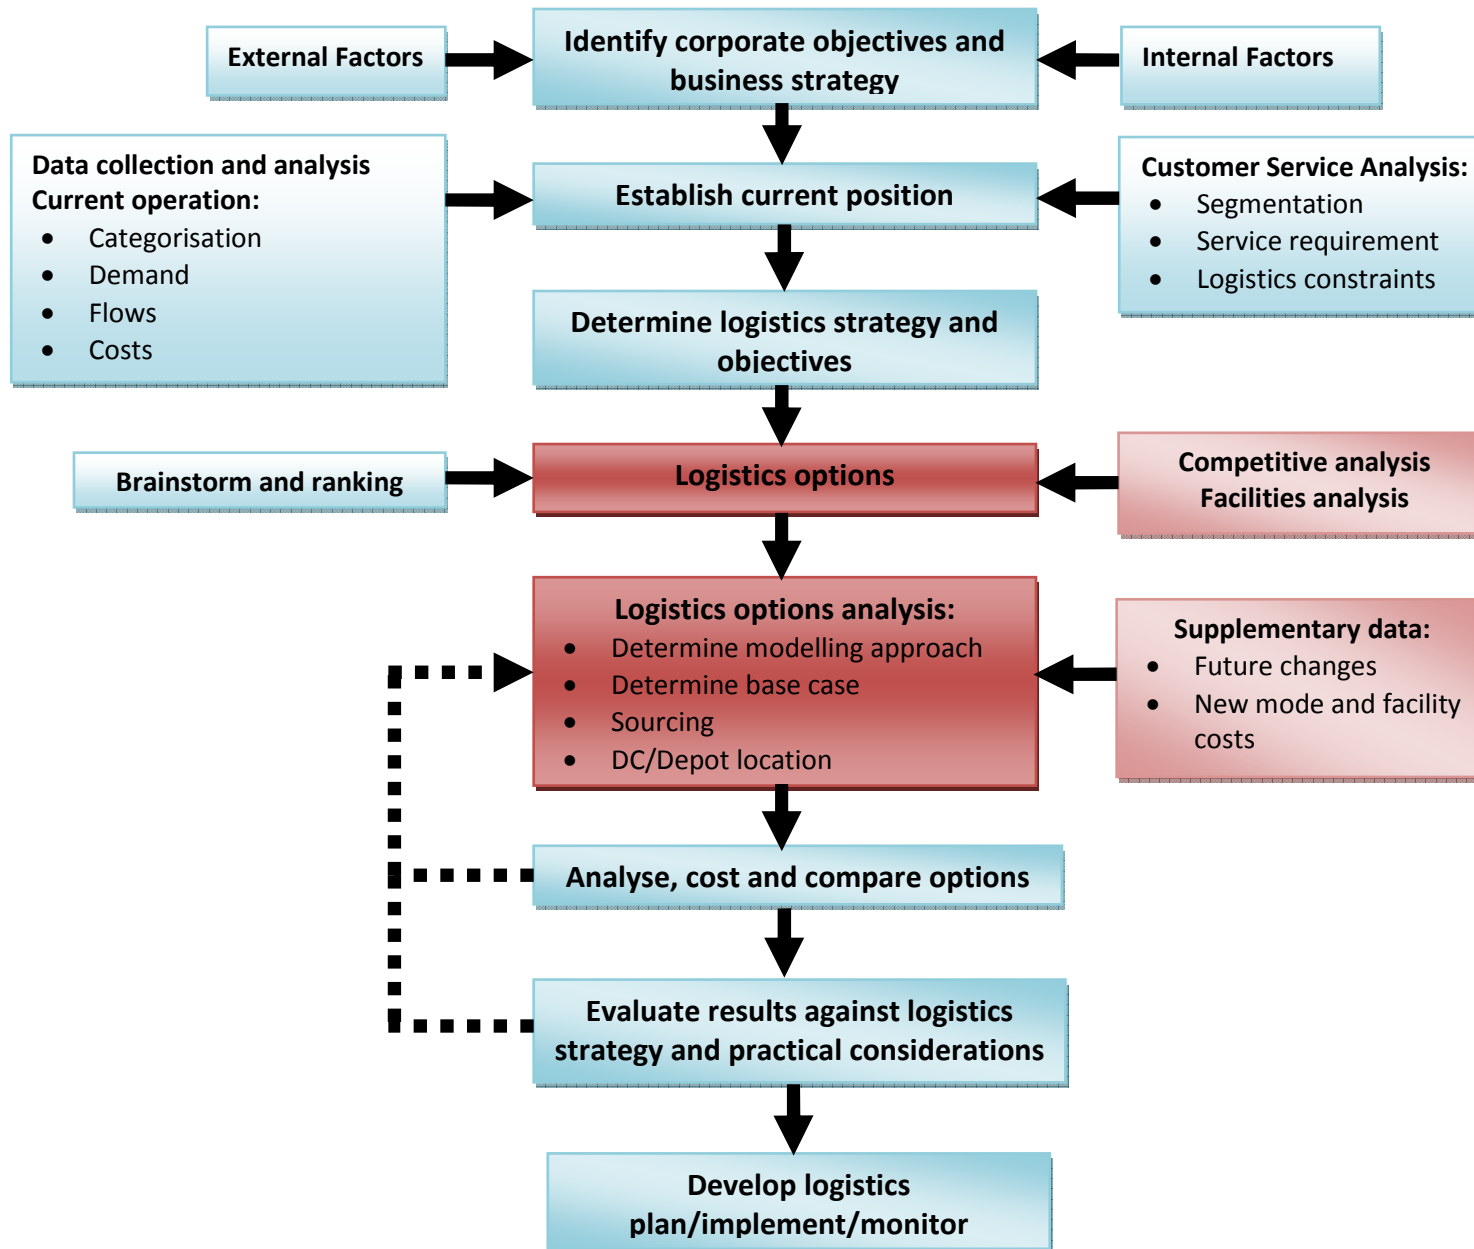 External Factors
Identify corporate objectives and
business strategy
Internal Factors
Data collection and analysis
Current operation:
• Categorisation
• Demand
• Flows
• Costs
Establish current position
Customer Service Analysis:
• Segmentation
• Service requirement
• Logistics constraints
Determine logistics strategy and
objectives
Brainstorm and ranking
Logistics options
Competitive analysis
Facilities analysis
Logistics options analysis:
• Determine modelling approach
• Determine base case
• Sourcing
• DC/Depot location
Supplementary data:
• Future changes
• New mode and facility
costs
Analyse, cost and compare options
Evaluate results against logistics
strategy and practical considerations
Develop logistics
plan/implement/monitor